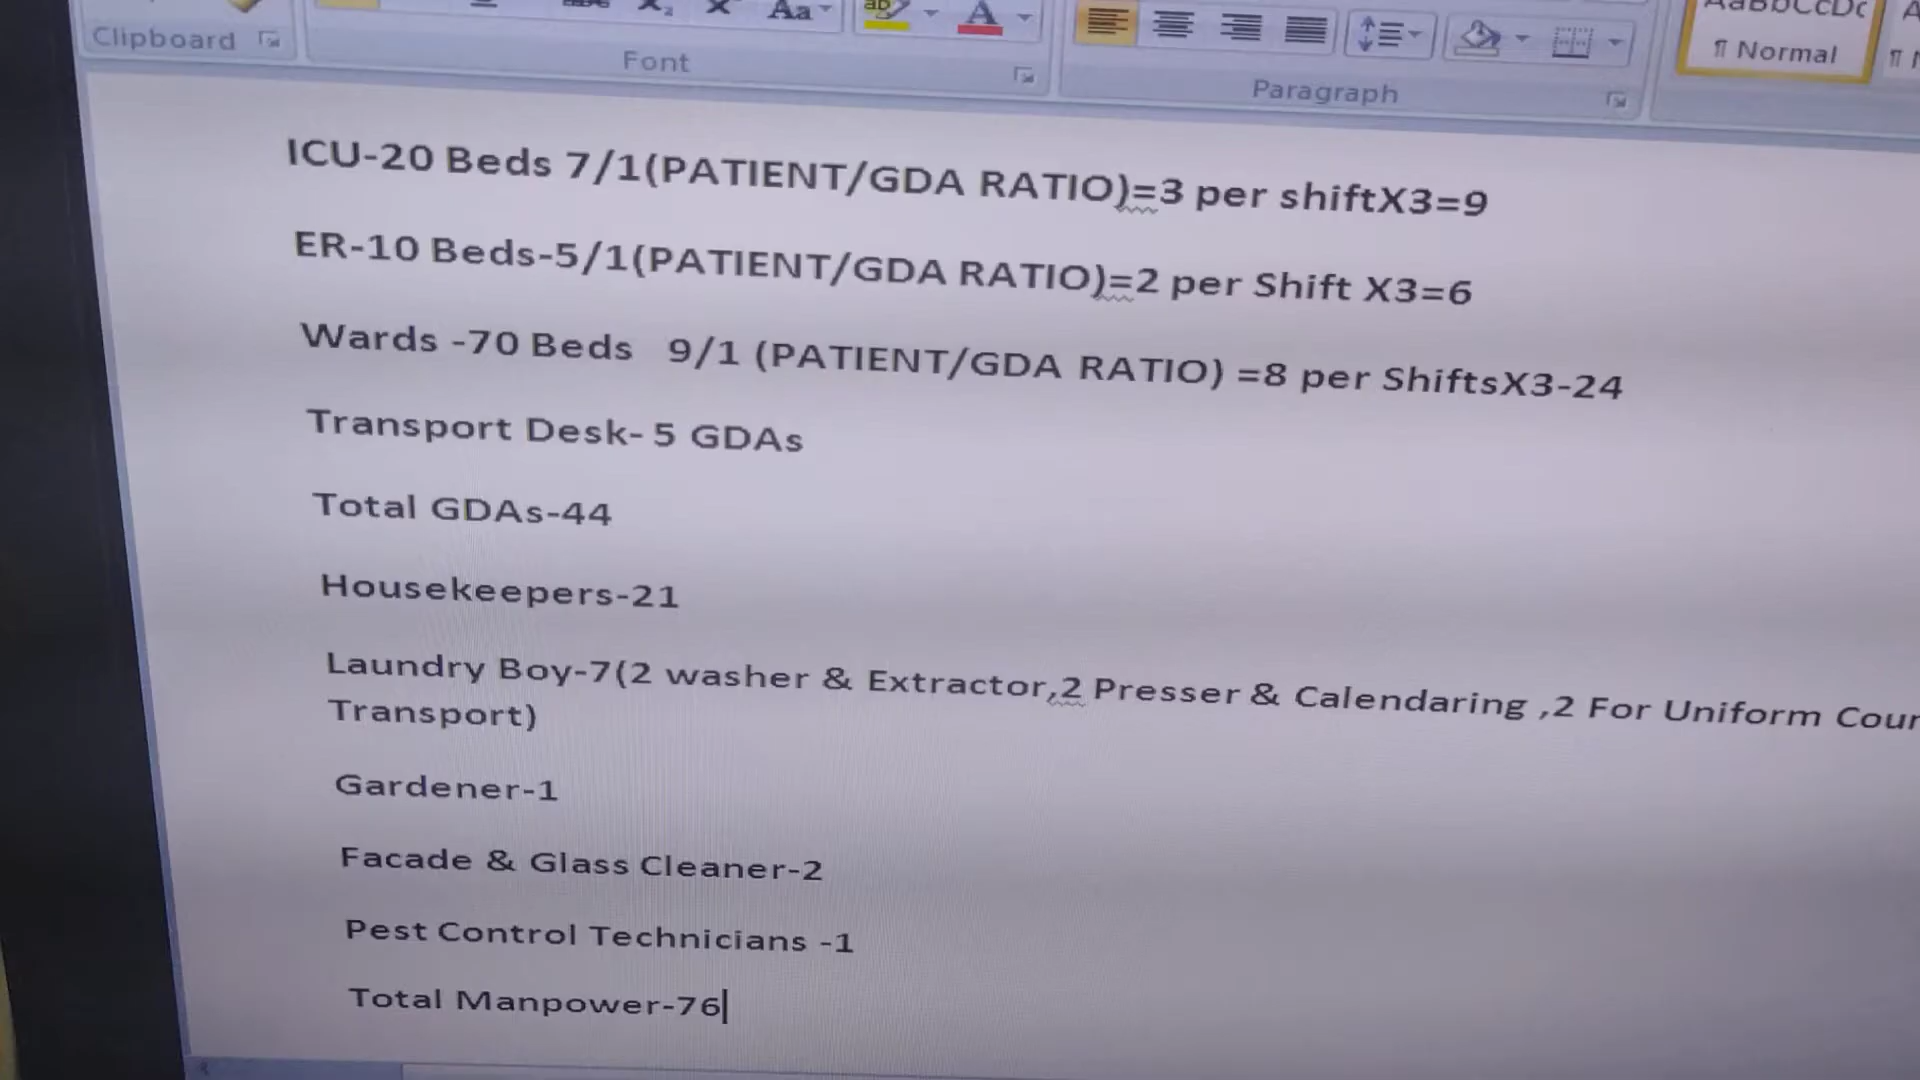 Clipboard
Font
Paragraph
Aa
AaBbCcDc
¶ Normal
ICU-20 Beds 7/1(PATIENT/GDA RATIO)=3 per shiftX3=9
ER-10 Beds-5/1(PATIENT/GDA RATIO)=2 per Shift X3=6
Wards -70 Beds 9/1 (PATIENT/GDA RATIO) =8 per ShiftsX3-24
Transport Desk- 5 GDAs
Total GDAs-44
Housekeepers-21
Laundry Boy-7(2 washer & Extractor,2 Presser & Calendaring ,2 For Uniform
Transport)
Gardener-1
Facade & Glass Cleaner-2
Pest Control Technicians -1
Total Manpower-76